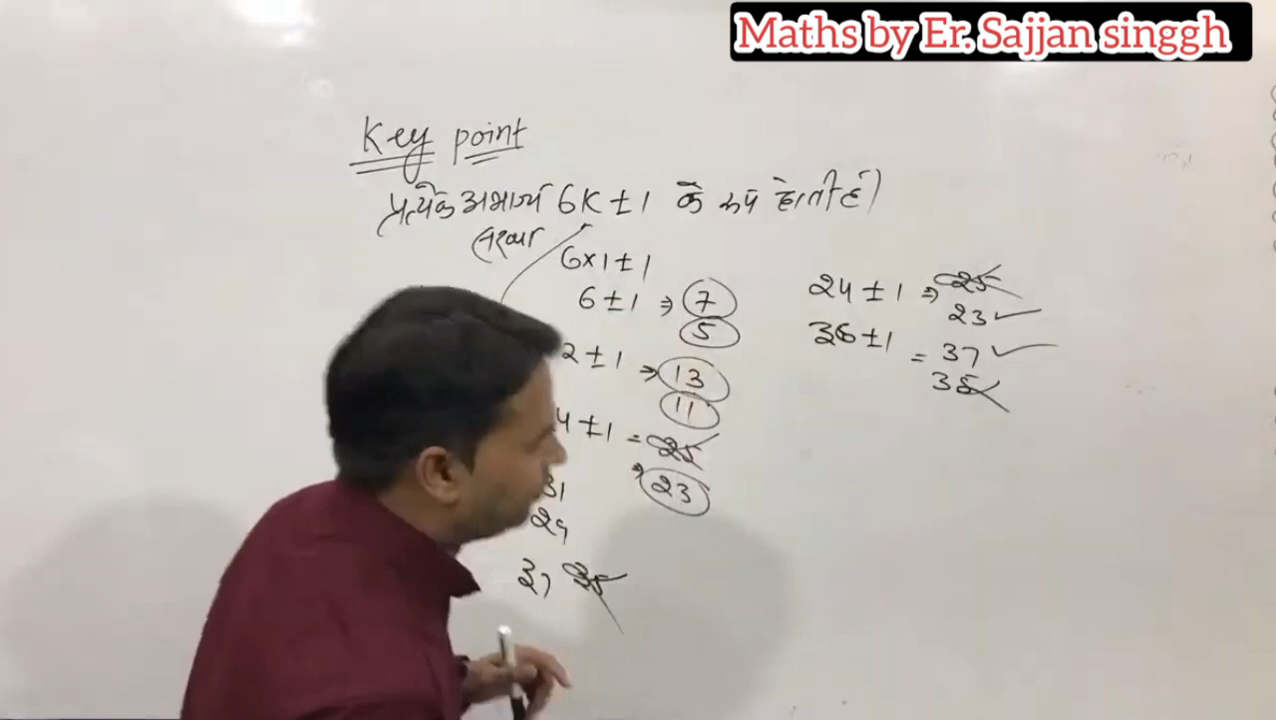 Maths by Er. Sajjan singgh
Key point
प्रत्येक अभाज्य 6K ± 1 के रूप होती है।
संख्या
6×1 ± 1
6 ± 1 ⇒ 7
5
2 ± 1 ⇒ 13
11
4 ± 1 = 25
⇒ 23
31
29
37 35
24 ± 1 ⇒ 25
23 ✓
36 ± 1 = 37 ✓
35